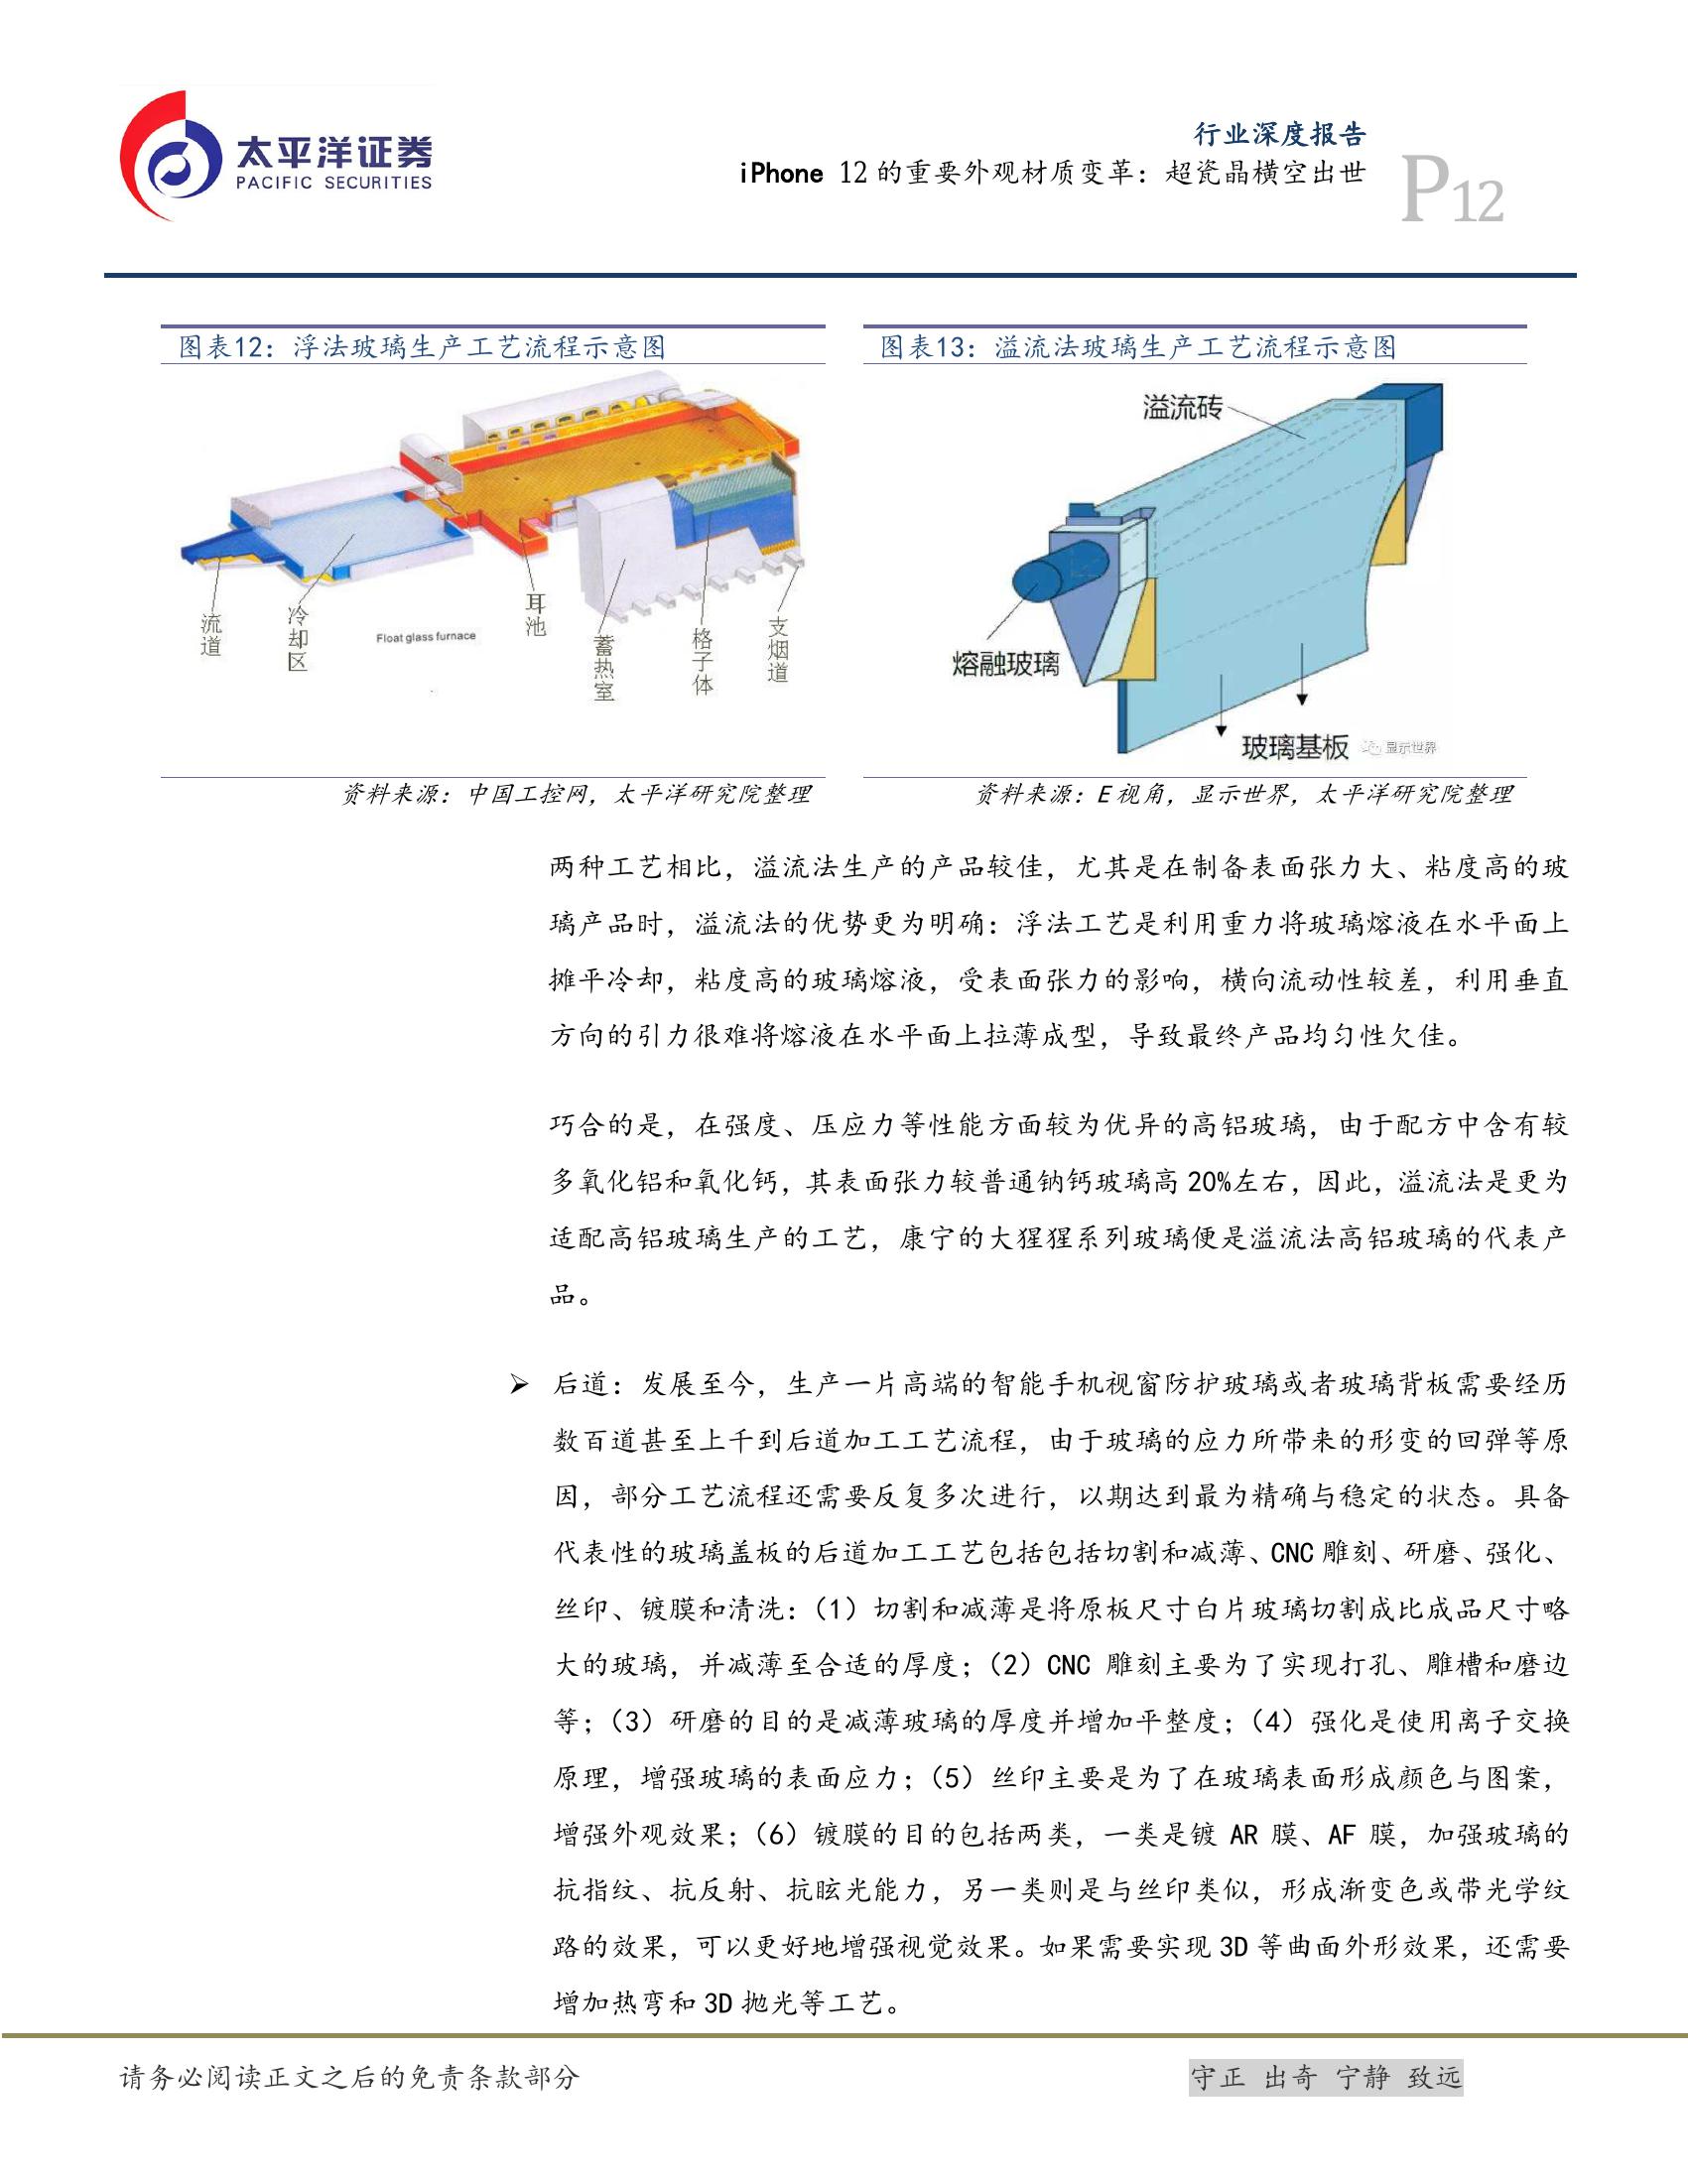 太平洋证券
PACIFIC SECURITIES
行业深度报告
iPhone 12 的重要外观材质变革：超瓷晶横空出世
P12
图表12：浮法玻璃生产工艺流程示意图
流道
冷却区
Float glass furnace
耳池
蓄热室
格子体
支烟道
资料来源：中国工控网，太平洋研究院整理
图表13：溢流法玻璃生产工艺流程示意图
溢流砖
熔融玻璃
玻璃基板
显示世界
资料来源：E 视角，显示世界，太平洋研究院整理
两种工艺相比，溢流法生产的产品较佳，尤其是在制备表面张力大、粘度高的玻
璃产品时，溢流法的优势更为明确：浮法工艺是利用重力将玻璃熔液在水平面上
摊平冷却，粘度高的玻璃熔液，受表面张力的影响，横向流动性较差，利用垂直
方向的引力很难将熔液在水平面上拉薄成型，导致最终产品均匀性欠佳。
巧合的是，在强度、压应力等性能方面较为优异的高铝玻璃，由于配方中含有较
多氧化铝和氧化钙，其表面张力较普通钠钙玻璃高 20%左右，因此，溢流法是更为
适配高铝玻璃生产的工艺，康宁的大猩猩系列玻璃便是溢流法高铝玻璃的代表产
品。
➢ 后道：发展至今，生产一片高端的智能手机视窗防护玻璃或者玻璃背板需要经历
数百道甚至上千到后道加工工艺流程，由于玻璃的应力所带来的形变的回弹等原
因，部分工艺流程还需要反复多次进行，以期达到最为精确与稳定的状态。具备
代表性的玻璃盖板的后道加工工艺包括包括切割和减薄、CNC 雕刻、研磨、强化、
丝印、镀膜和清洗：（1）切割和减薄是将原板尺寸白片玻璃切割成比成品尺寸略
大的玻璃，并减薄至合适的厚度；（2）CNC 雕刻主要为了实现打孔、雕槽和磨边
等；（3）研磨的目的是减薄玻璃的厚度并增加平整度；（4）强化是使用离子交换
原理，增强玻璃的表面应力；（5）丝印主要是为了在玻璃表面形成颜色与图案，
增强外观效果；（6）镀膜的目的包括两类，一类是镀 AR 膜、AF 膜，加强玻璃的
抗指纹、抗反射、抗眩光能力，另一类则是与丝印类似，形成渐变色或带光学纹
路的效果，可以更好地增强视觉效果。如果需要实现 3D 等曲面外形效果，还需要
增加热弯和 3D 抛光等工艺。
请务必阅读正文之后的免责条款部分
守正 出奇 宁静 致远